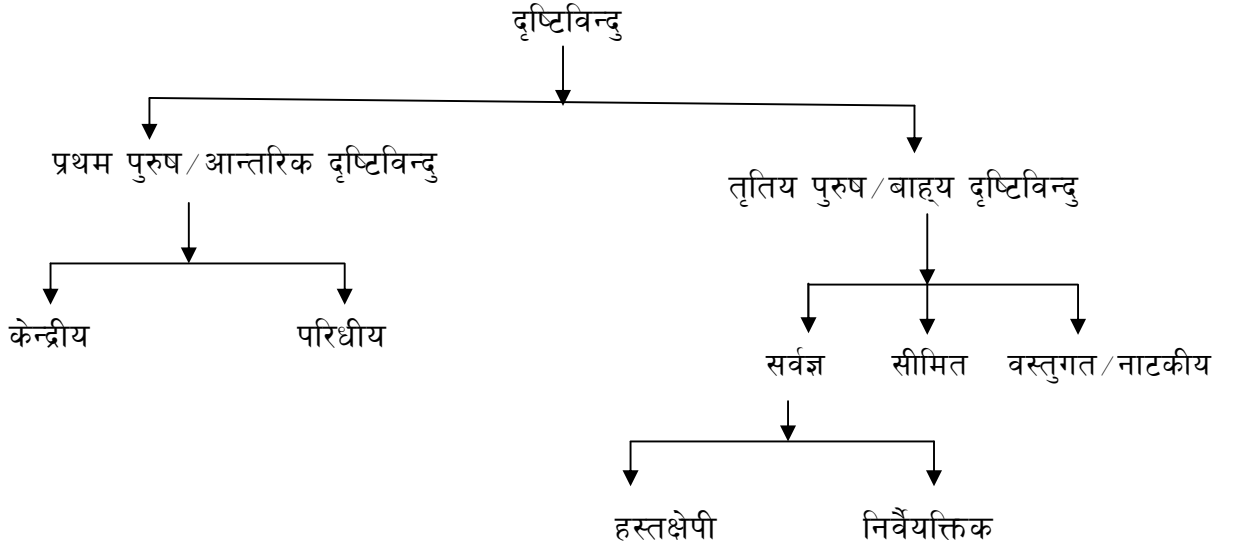 दृष्टिविन्दु
प्रथम पुरुष/आन्तरिक दृष्टिविन्दु
तृतिय पुरुष/बाह्य दृष्टिविन्दु
केन्द्रीय परिधीय
सर्वज्ञ सीमित वस्तुगत/नाटकीय
हस्तक्षेपी निर्वैयक्तिक